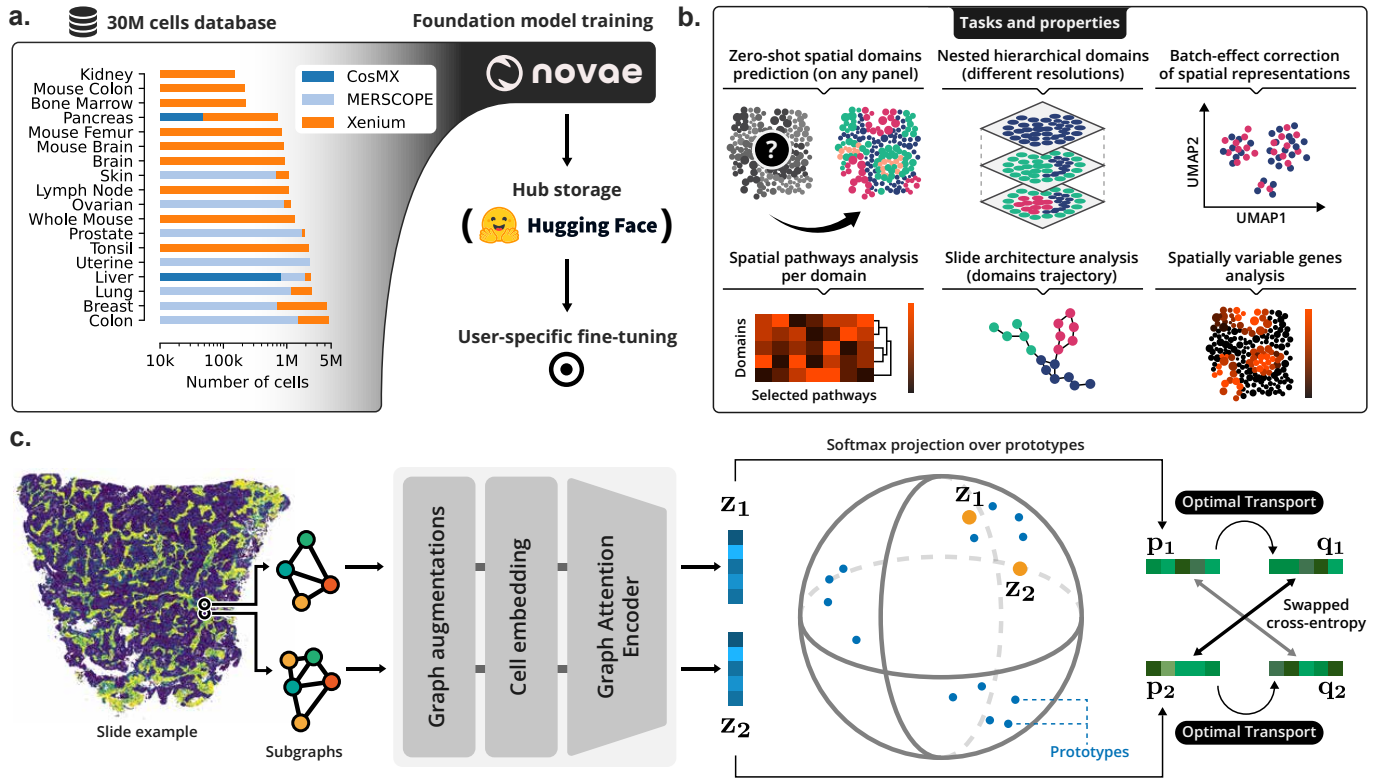 a.
30M cells database
Foundation model training
novae
CosMX
MERSCOPE
Xenium
Kidney
Mouse Colon
Bone Marrow
Pancreas
Mouse Femur
Mouse Brain
Brain
Skin
Lymph Node
Ovarian
Whole Mouse
Prostate
Tonsil
Uterine
Liver
Lung
Breast
Colon
10k 100k 1M 5M
Number of cells
Hub storage
( Hugging Face )
User-specific fine-tuning
b.
Tasks and properties
Zero-shot spatial domains
prediction (on any panel)
?
Nested hierarchical domains
(different resolutions)
Batch-effect correction
of spatial representations
UMAP2
UMAP1
Spatial pathways analysis
per domain
Domains
Selected pathways
Slide architecture analysis
(domains trajectory)
Spatially variable genes
analysis
c.
Slide example
Subgraphs
Graph augmentations
Cell embedding
Graph Attention
Encoder
z1
z2
Softmax projection over prototypes
z1
z2
Prototypes
Optimal Transport
p1
q1
Swapped
cross-entropy
p2
q2
Optimal Transport